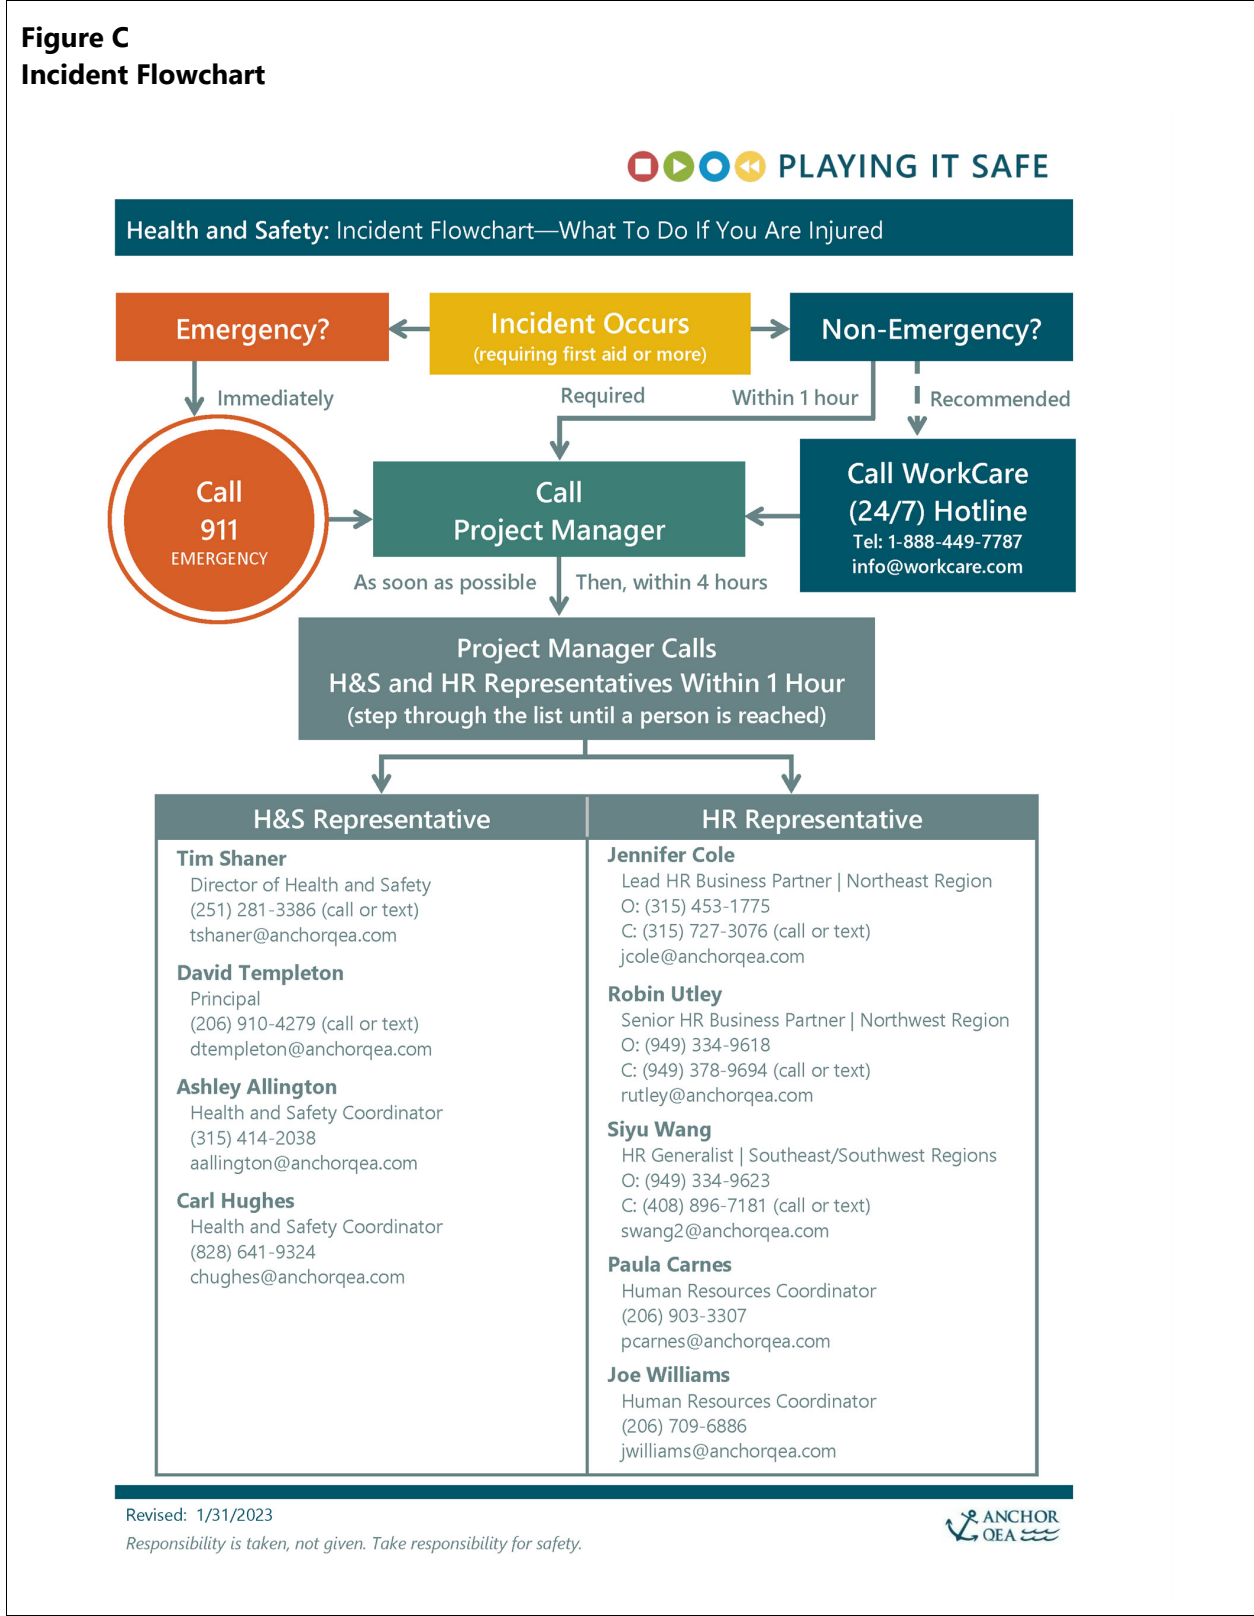 Figure C
Incident Flowchart
PLAYING IT SAFE
Health and Safety: Incident Flowchart—What To Do If You Are Injured
Emergency?
Incident Occurs
(requiring first aid or more)
Non-Emergency?
Immediately
Required
Within 1 hour
Recommended
Call
911
EMERGENCY
Call
Project Manager
Call WorkCare
(24/7) Hotline
Tel: 1-888-449-7787
info@workcare.com
As soon as possible
Then, within 4 hours
Project Manager Calls
H&S and HR Representatives Within 1 Hour
(step through the list until a person is reached)
H&S Representative
Tim Shaner
Director of Health and Safety
(251) 281-3386 (call or text)
tshaner@anchorqea.com
David Templeton
Principal
(206) 910-4279 (call or text)
dtempleton@anchorqea.com
Ashley Allington
Health and Safety Coordinator
(315) 414-2038
aallington@anchorqea.com
Carl Hughes
Health and Safety Coordinator
(828) 641-9324
chughes@anchorqea.com
HR Representative
Jennifer Cole
Lead HR Business Partner | Northeast Region
O: (315) 453-1775
C: (315) 727-3076 (call or text)
jcole@anchorqea.com
Robin Utley
Senior HR Business Partner | Northwest Region
O: (949) 334-9618
C: (949) 378-9694 (call or text)
rutley@anchorqea.com
Siyu Wang
HR Generalist | Southeast/Southwest Regions
O: (949) 334-9623
C: (408) 896-7181 (call or text)
swang2@anchorqea.com
Paula Carnes
Human Resources Coordinator
(206) 903-3307
pcarnes@anchorqea.com
Joe Williams
Human Resources Coordinator
(206) 709-6886
jwilliams@anchorqea.com
Revised: 1/31/2023
Responsibility is taken, not given. Take responsibility for safety.
ANCHOR
QEA